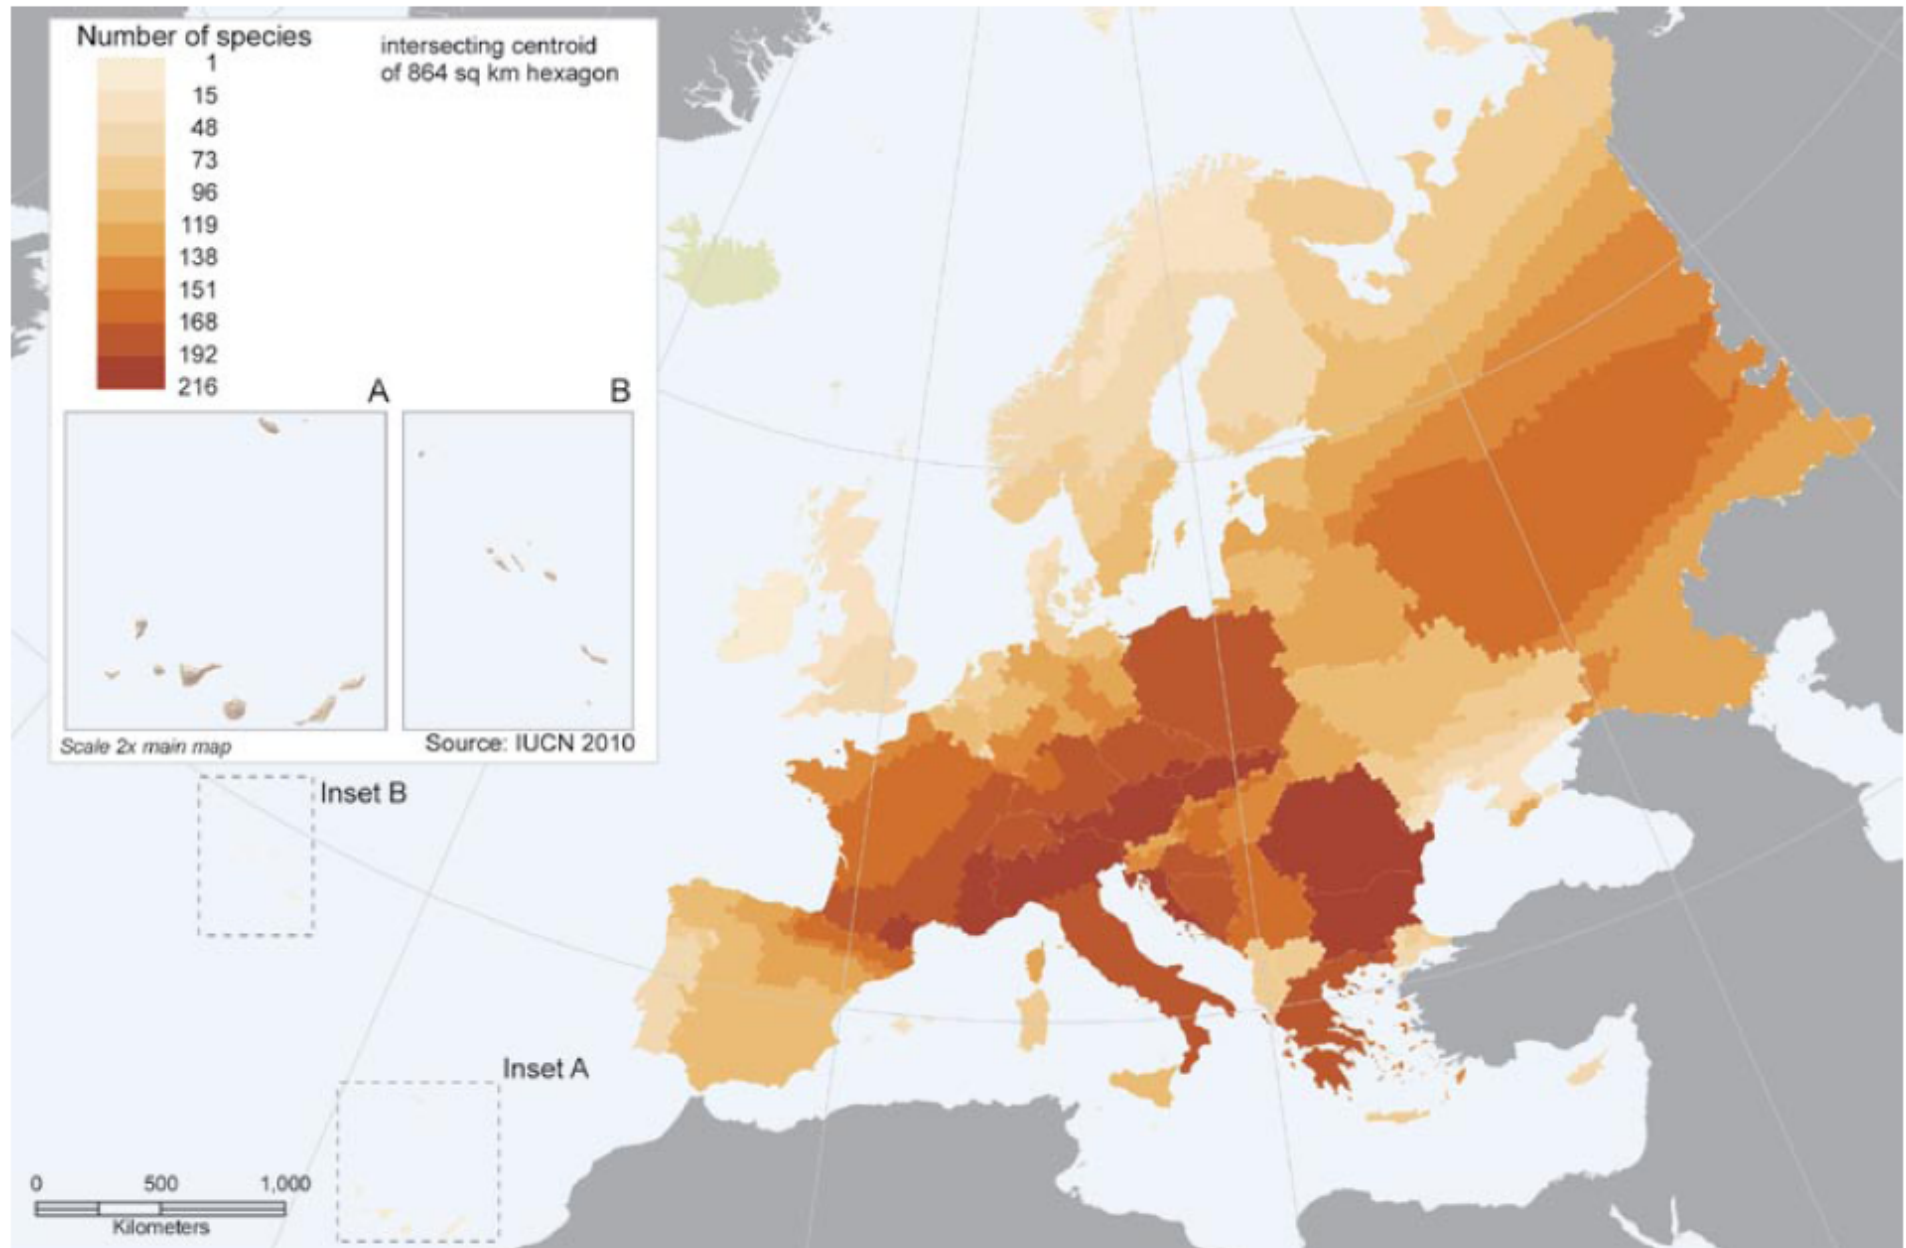 Number of species
intersecting centroid
of 864 sq km hexagon
1
15
48
73
96
119
138
151
168
192
216
A
B
Scale 2x main map
Source: IUCN 2010
Inset B
Inset A
0 500 1,000
Kilometers